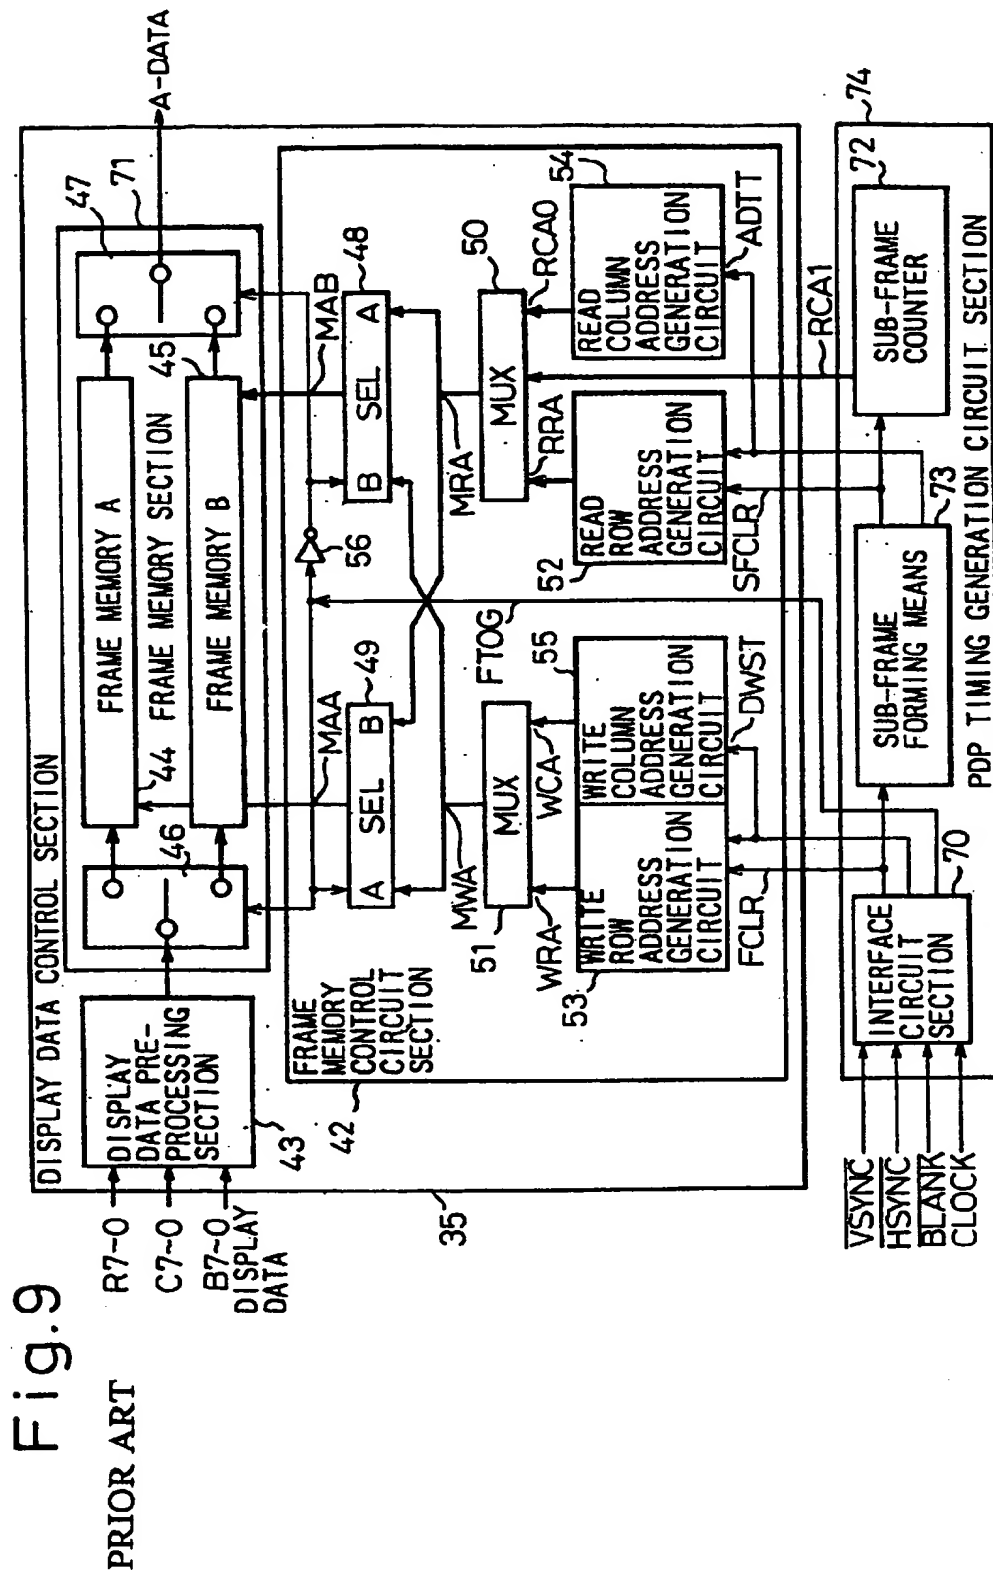 Fig.9
PRIOR ART
DISPLAY DATA CONTROL SECTION
R7~0
C7~0
B7~0
DISPLAY
DATA
DISPLAY
DATA PRE-
PROCESSING
SECTION
43
46
FRAME MEMORY A
44
FRAME MEMORY SECTION
45
FRAME MEMORY B
47
71
A-DATA
35
FRAME
MEMORY
CONTROL
CIRCUIT
SECTION
42
MAA
56
MAB
A
SEL
B
49
B
SEL
A
48
MWA
MRA
MUX
51
MUX
50
WRA
WCA
FTOG
RRA
RCA0
WRITE
ROW
ADDRESS
GENERATION
CIRCUIT
53
WRITE
COLUMN
ADDRESS
GENERATION
CIRCUIT
55
READ
ROW
ADDRESS
GENERATION
CIRCUIT
52
READ
COLUMN
ADDRESS
GENERATION
CIRCUIT
54
FCLR
DWST
SFCLR
ADTT
RCA1
VSYNC
HSYNC
BLANK
CLOCK
INTERFACE
CIRCUIT
SECTION
70
SUB-FRAME
FORMING MEANS
73
SUB-FRAME
COUNTER
72
74
PDP TIMING GENERATION CIRCUIT SECTION